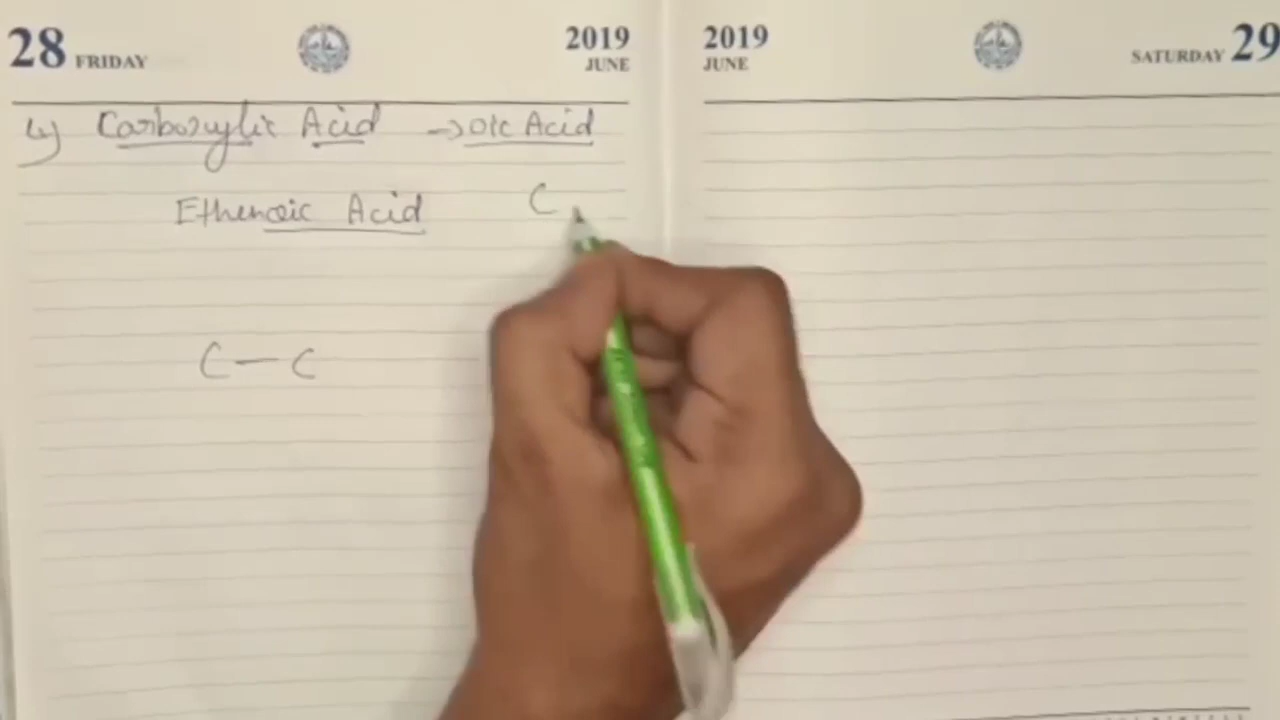 28 FRIDAY
2019
JUNE
4) Carboxylic Acid → Oic Acid
Ethenoic Acid
C
C — C
2019
JUNE
SATURDAY 29